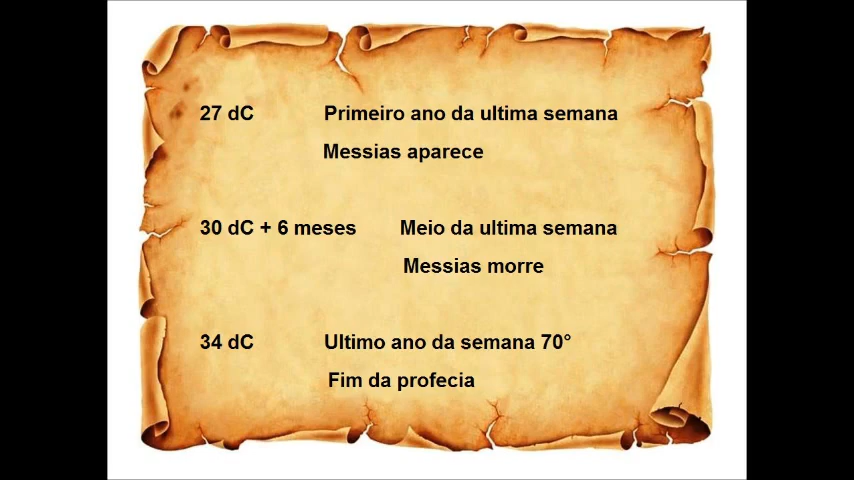 27 dC Primeiro ano da ultima semana
Messias aparece
30 dC + 6 meses Meio da ultima semana
Messias morre
34 dC Ultimo ano da semana 70°
Fim da profecia